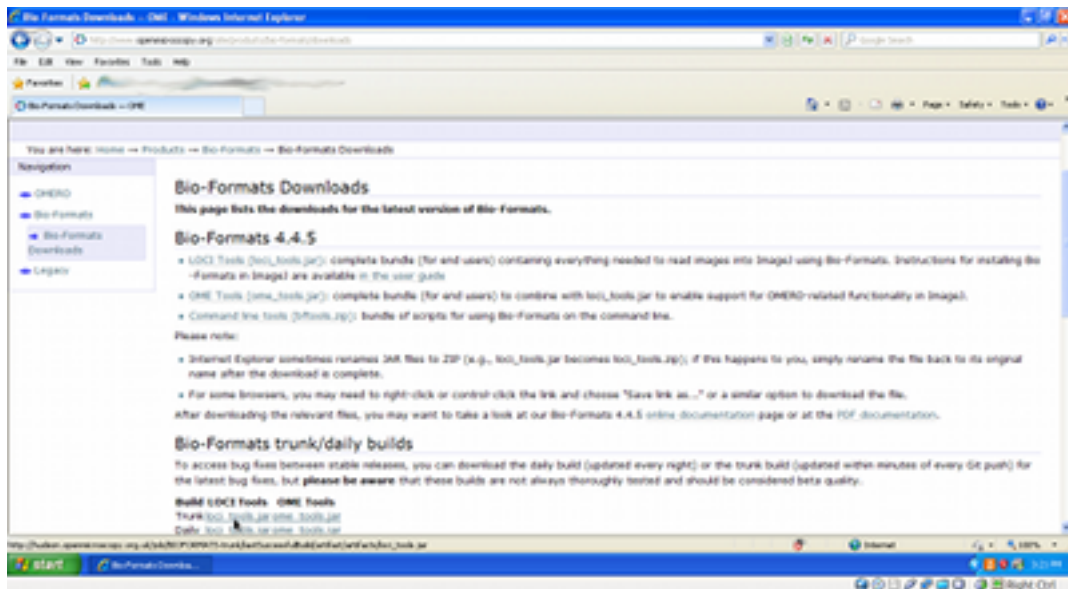 Bio-Formats Downloads — OME - Windows Internet Explorer
File Edit View Favorites Tools Help
Favorites
Bio-Formats Downloads — OME
Page Safety Tools
You are here: Home → Products → Bio-Formats → Bio-Formats Downloads
Navigation
OMERO
Bio-Formats
Bio-Formats
Downloads
Legacy
Bio-Formats Downloads
This page lists the downloads for the latest version of Bio-Formats.
Bio-Formats 4.4.5
LOCI Tools (loci_tools.jar): complete bundle (for end users) containing everything needed to read images into ImageJ using Bio-Formats. Instructions for installing Bio
-Formats in ImageJ are available in the user guide
OME Tools (ome_tools.jar): complete bundle (for end users) to combine with loci_tools.jar to enable support for OMERO-related functionality in ImageJ.
Command line tools (bftools.zip): bundle of scripts for using Bio-Formats on the command line.
Please note:
Internet Explorer sometimes renames JAR files to ZIP (e.g., loci_tools.jar becomes loci_tools.zip); if this happens to you, simply rename the file back to its original
name after the download is complete.
For some browsers, you may need to right-click or control-click the link and choose "Save link as..." or a similar option to download the file.
After downloading the relevant files, you may want to take a look at our Bio-Formats 4.4.5 online documentation page or at the PDF documentation.
Bio-Formats trunk/daily builds
To access bug fixes between stable releases, you can download the daily build (updated every night) or the trunk build (updated within minutes of every Git push) for
the latest bug fixes, but please be aware that these builds are not always thoroughly tested and should be considered beta quality.
Build LOCI Tools OME Tools
Trunk loci_tools.jar ome_tools.jar
Daily loci_tools.jar ome_tools.jar
Internet
100%
start
Bio-Formats Downloa...
3:25 PM
Right Ctrl